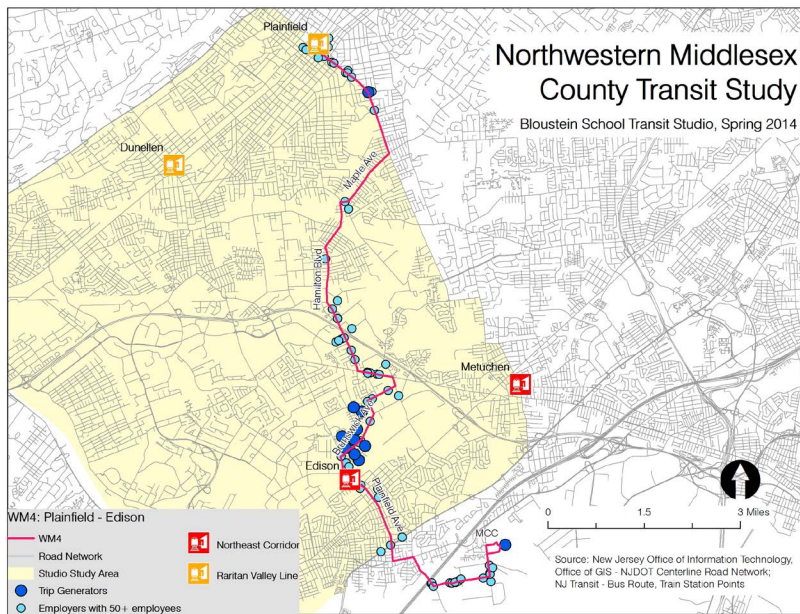 Northwestern Middlesex
County Transit Study
Bloustein School Transit Studio, Spring 2014
Plainfield
Dunellen
Maple Ave
Hamilton Blvd
Metuchen
Brunswick Ave
Edison
Plainfield Ave
MCC
0 1.5 3 Miles
WM4: Plainfield - Edison
WM4
Road Network
Studio Study Area
Trip Generators
Employers with 50+ employees
Northeast Corridor
Raritan Valley Line
Source: New Jersey Office of Information Technology,
Office of GIS - NJDOT Centerline Road Network;
NJ Transit - Bus Route, Train Station Points